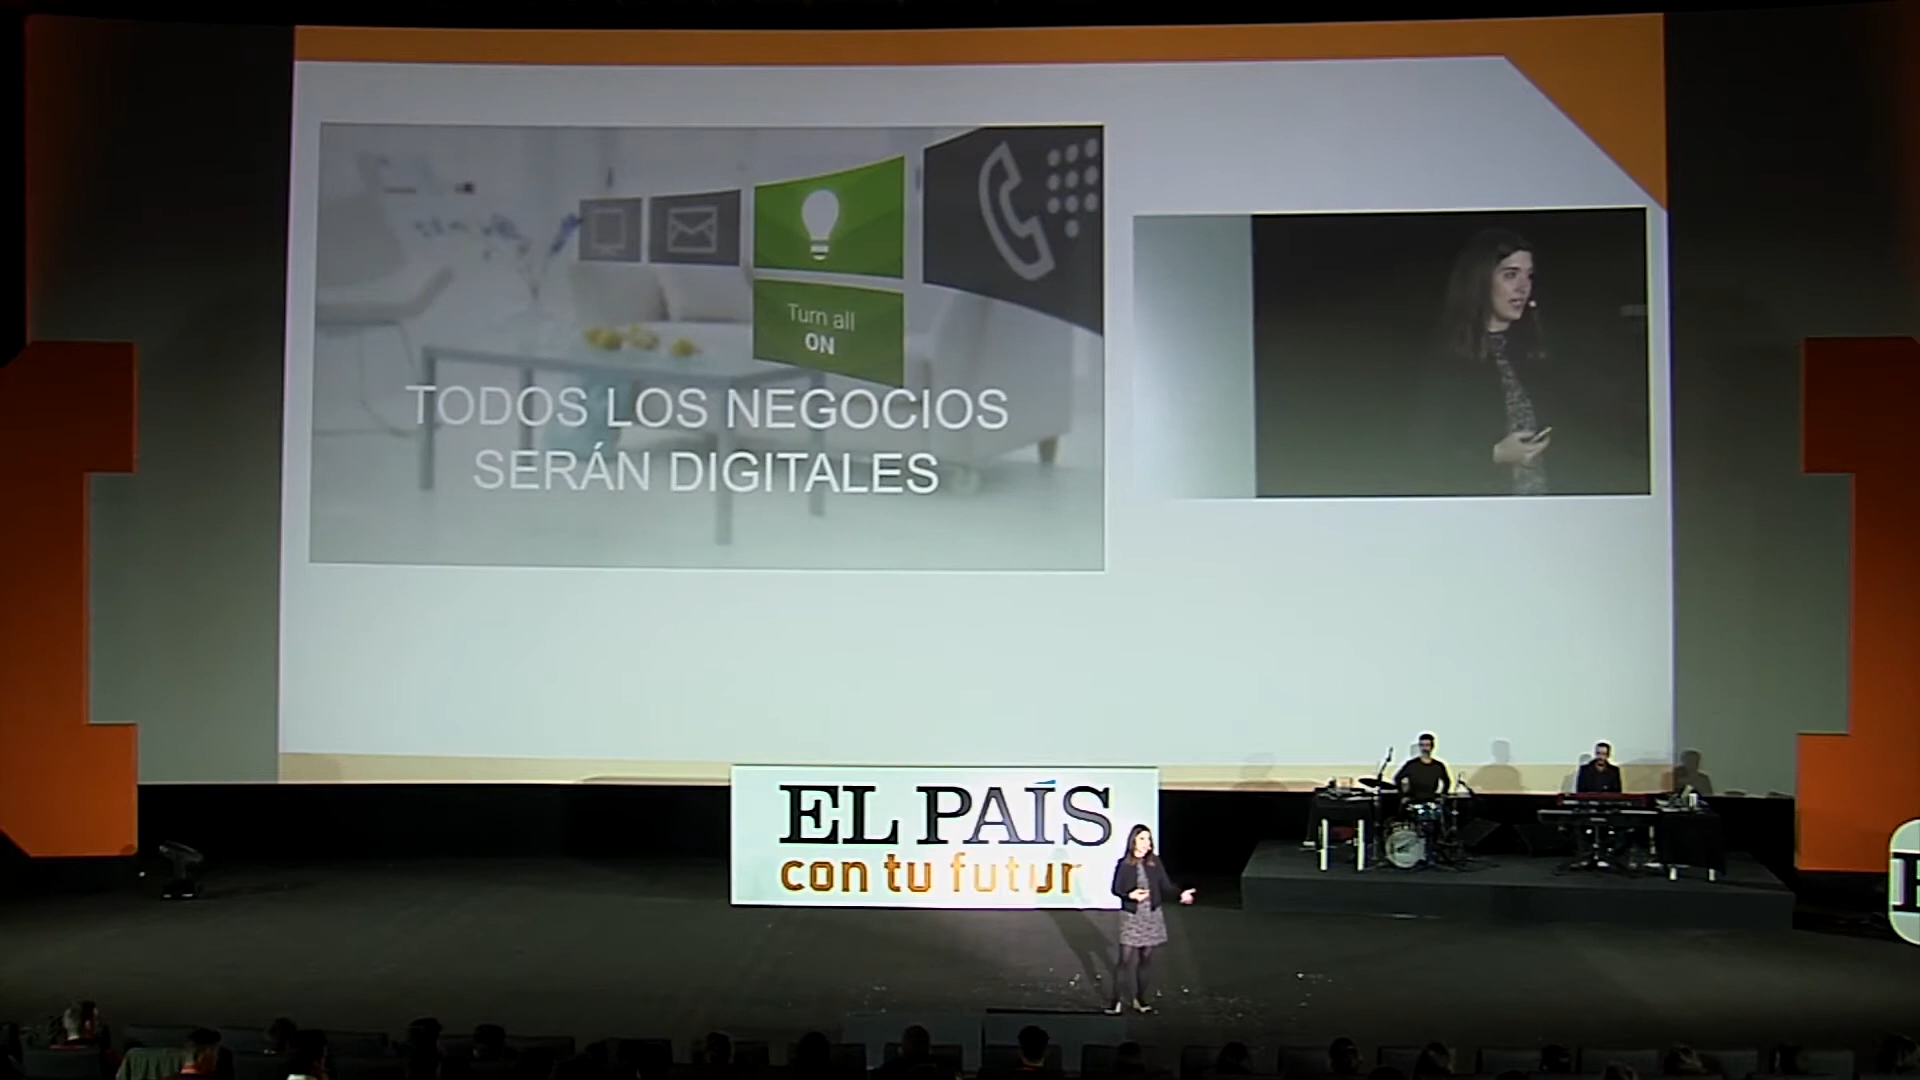 Turn all
ON
TODOS LOS NEGOCIOS
SERÁN DIGITALES
EL PAÍS
con tu futur